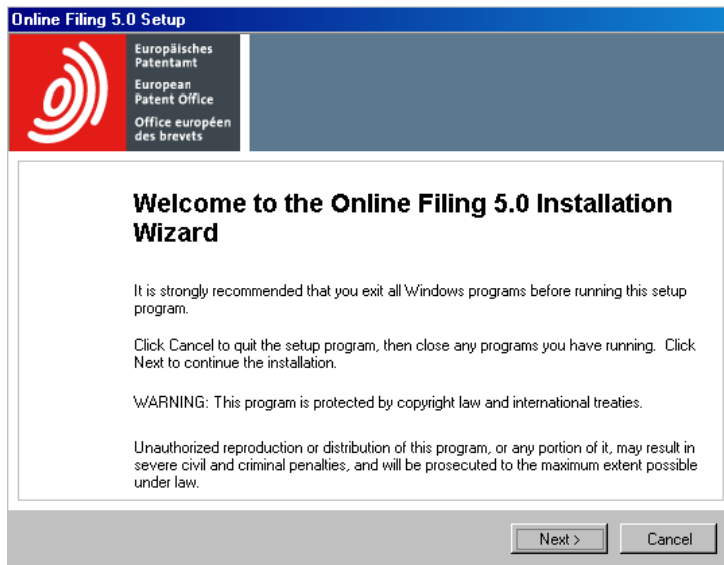 Online Filing 5.0 Setup
Europäisches
Patentamt
European
Patent Office
Office européen
des brevets
Welcome to the Online Filing 5.0 Installation
Wizard
It is strongly recommended that you exit all Windows programs before running this setup
program.
Click Cancel to quit the setup program, then close any programs you have running. Click
Next to continue the installation.
WARNING: This program is protected by copyright law and international treaties.
Unauthorized reproduction or distribution of this program, or any portion of it, may result in
severe civil and criminal penalties, and will be prosecuted to the maximum extent possible
under law.
Next >
Cancel